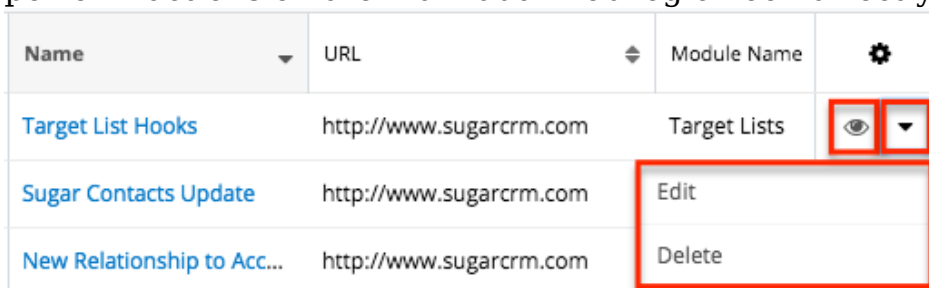 Name URL Module Name
Target List Hooks http://www.sugarcrm.com Target Lists
Sugar Contacts Update http://www.sugarcrm.com Edit
New Relationship to Acc... http://www.sugarcrm.com Delete